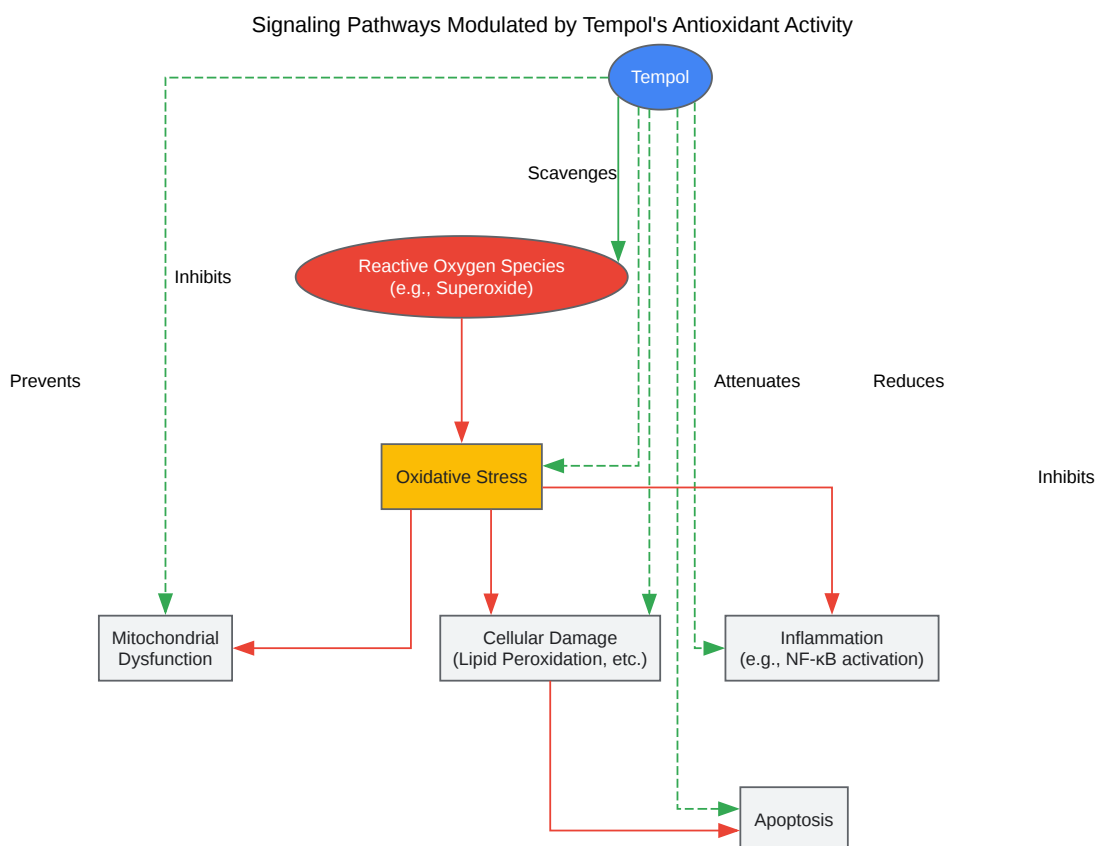 Signaling Pathways Modulated by Tempol's Antioxidant Activity
Tempol
Scavenges
Reactive Oxygen Species
(e.g., Superoxide)
Inhibits
Prevents
Attenuates
Reduces
Oxidative Stress
Inhibits
Mitochondrial
Dysfunction
Cellular Damage
(Lipid Peroxidation, etc.)
Inflammation
(e.g., NF-κB activation)
Apoptosis